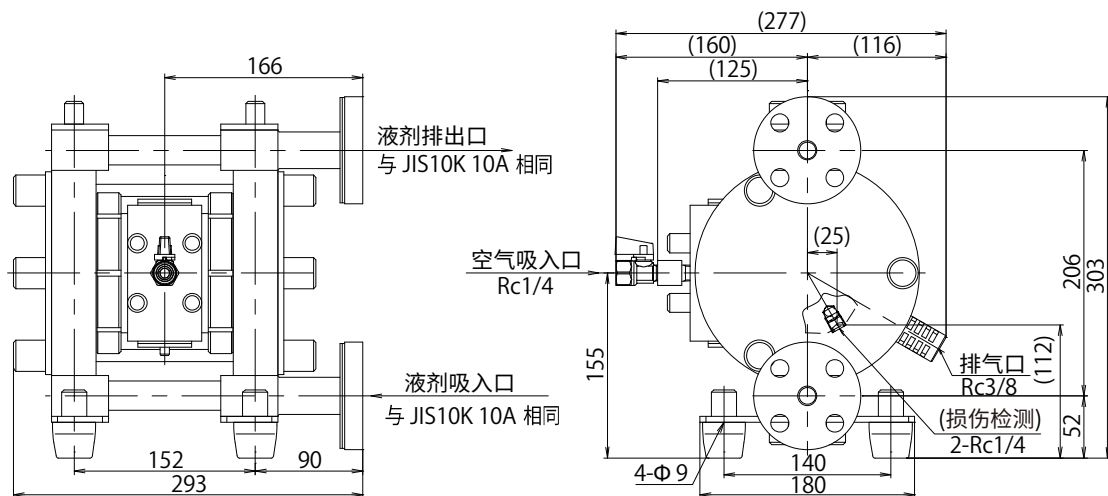 166
液剂排出口
与 JIS10K 10A 相同
液剂吸入口
与 JIS10K 10A 相同
152
90
293
(277)
(160)
(116)
(125)
(25)
空气吸入口
Rc1/4
155
206
303
(112)
52
排气口
Rc3/8
(损伤检测)
2-Rc1/4
4-Φ 9
140
180